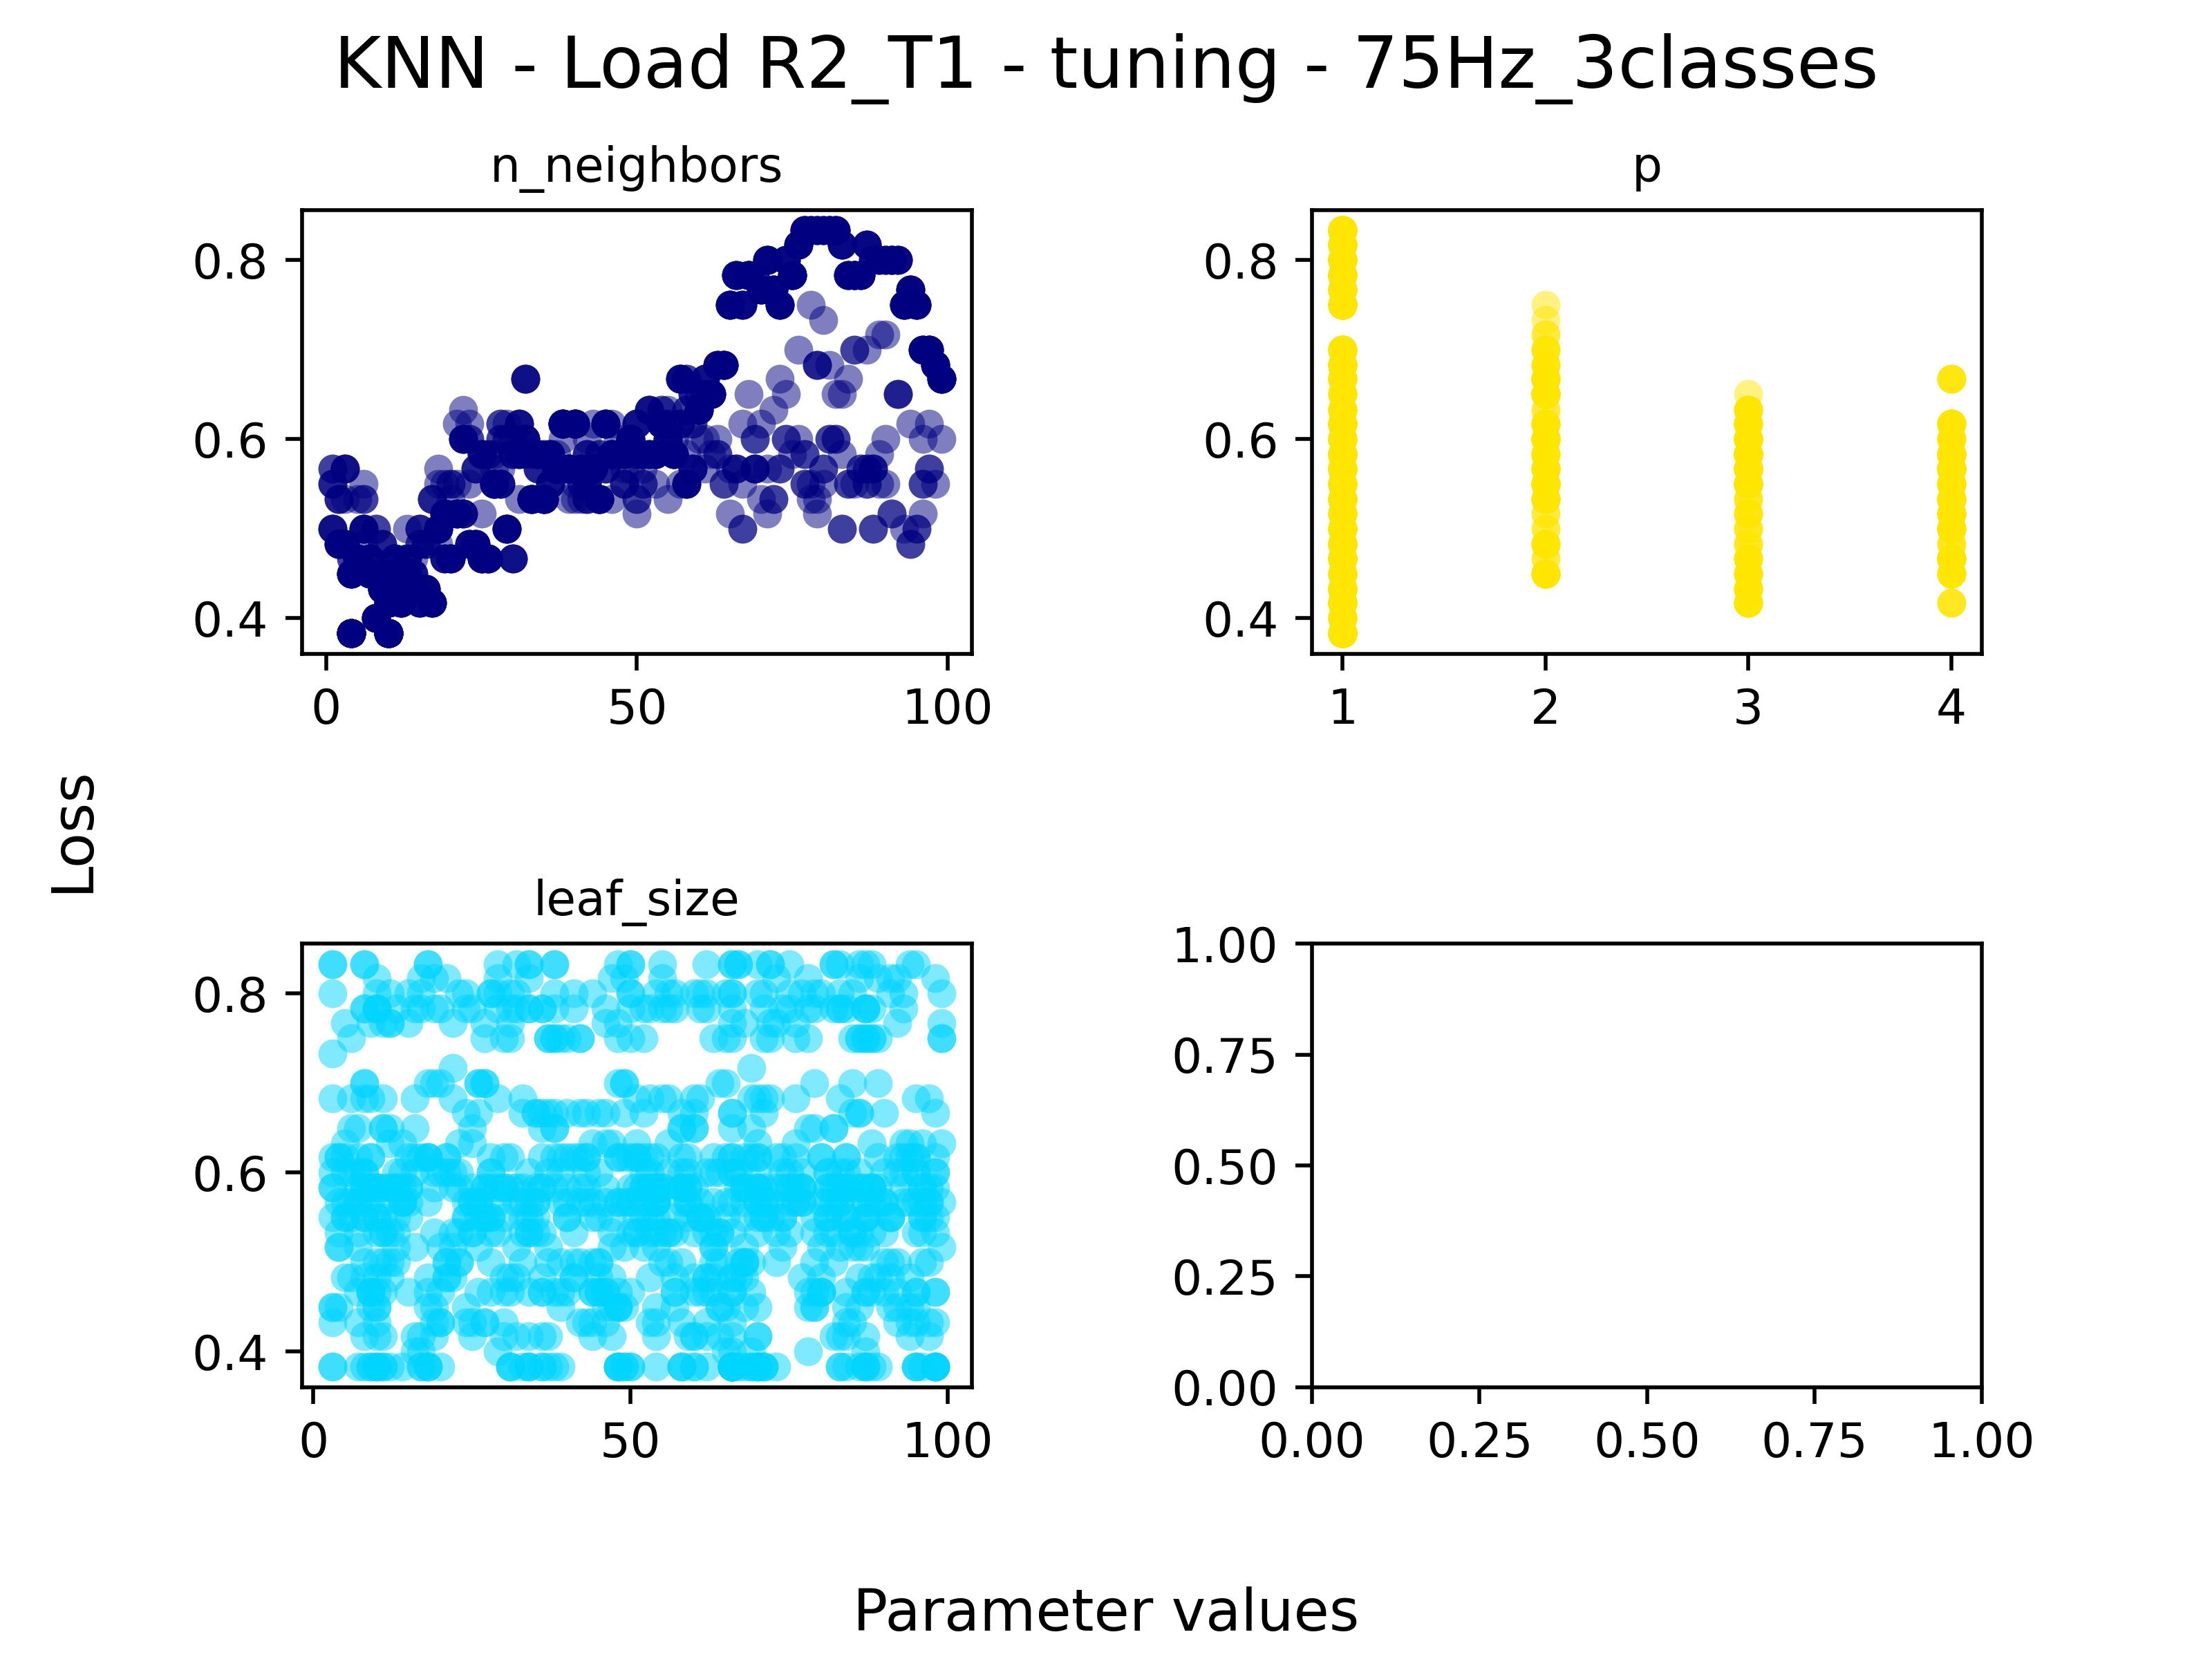 KNN - Load R2_T1 - tuning - 75Hz_3classes
n_neighbors
0.8
0.6
0.4
0 50 100
p
0.8
0.6
0.4
1 2 3 4
Loss
leaf_size
0.8
0.6
0.4
0 50 100
1.00
0.75
0.50
0.25
0.00
0.00 0.25 0.50 0.75 1.00
Parameter values